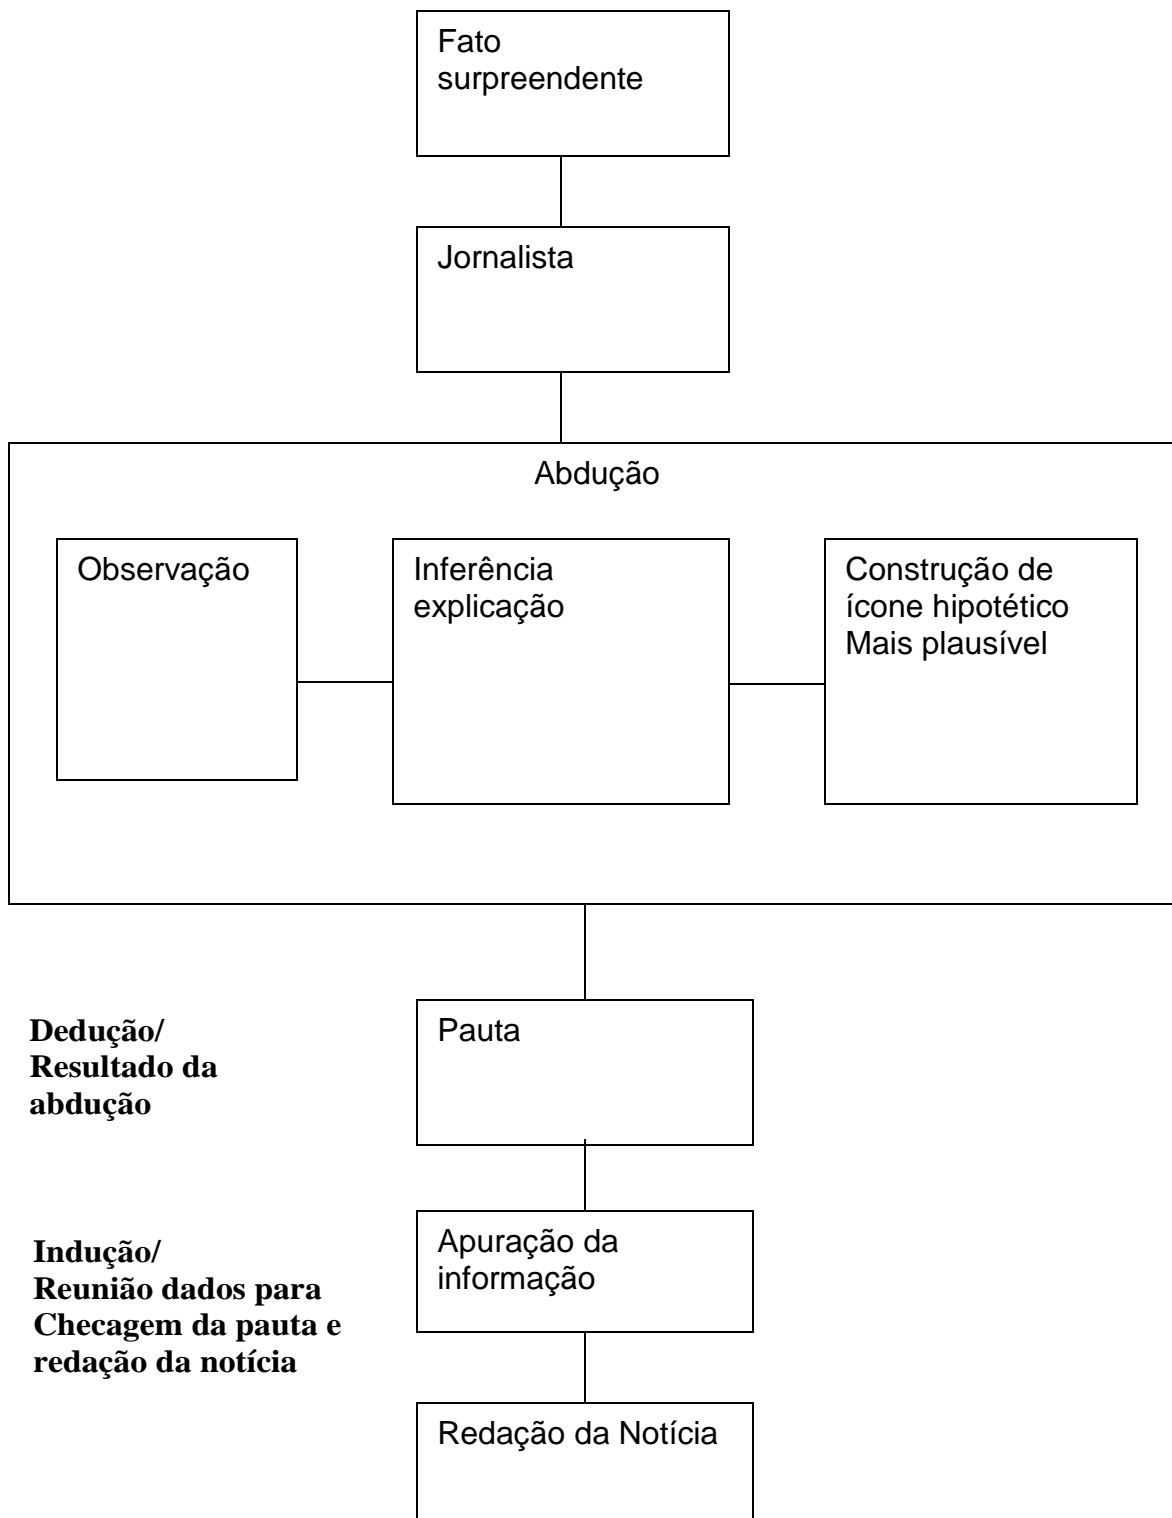 Fato
surpreendente
Jornalista
Abdução
Observação
Inferência
explicação
Construção de
ícone hipotético
Mais plausível
Dedução/
Resultado da
abdução
Pauta
Indução/
Reunião dados para
Checagem da pauta e
redação da notícia
Apuração da
informação
Redação da Notícia